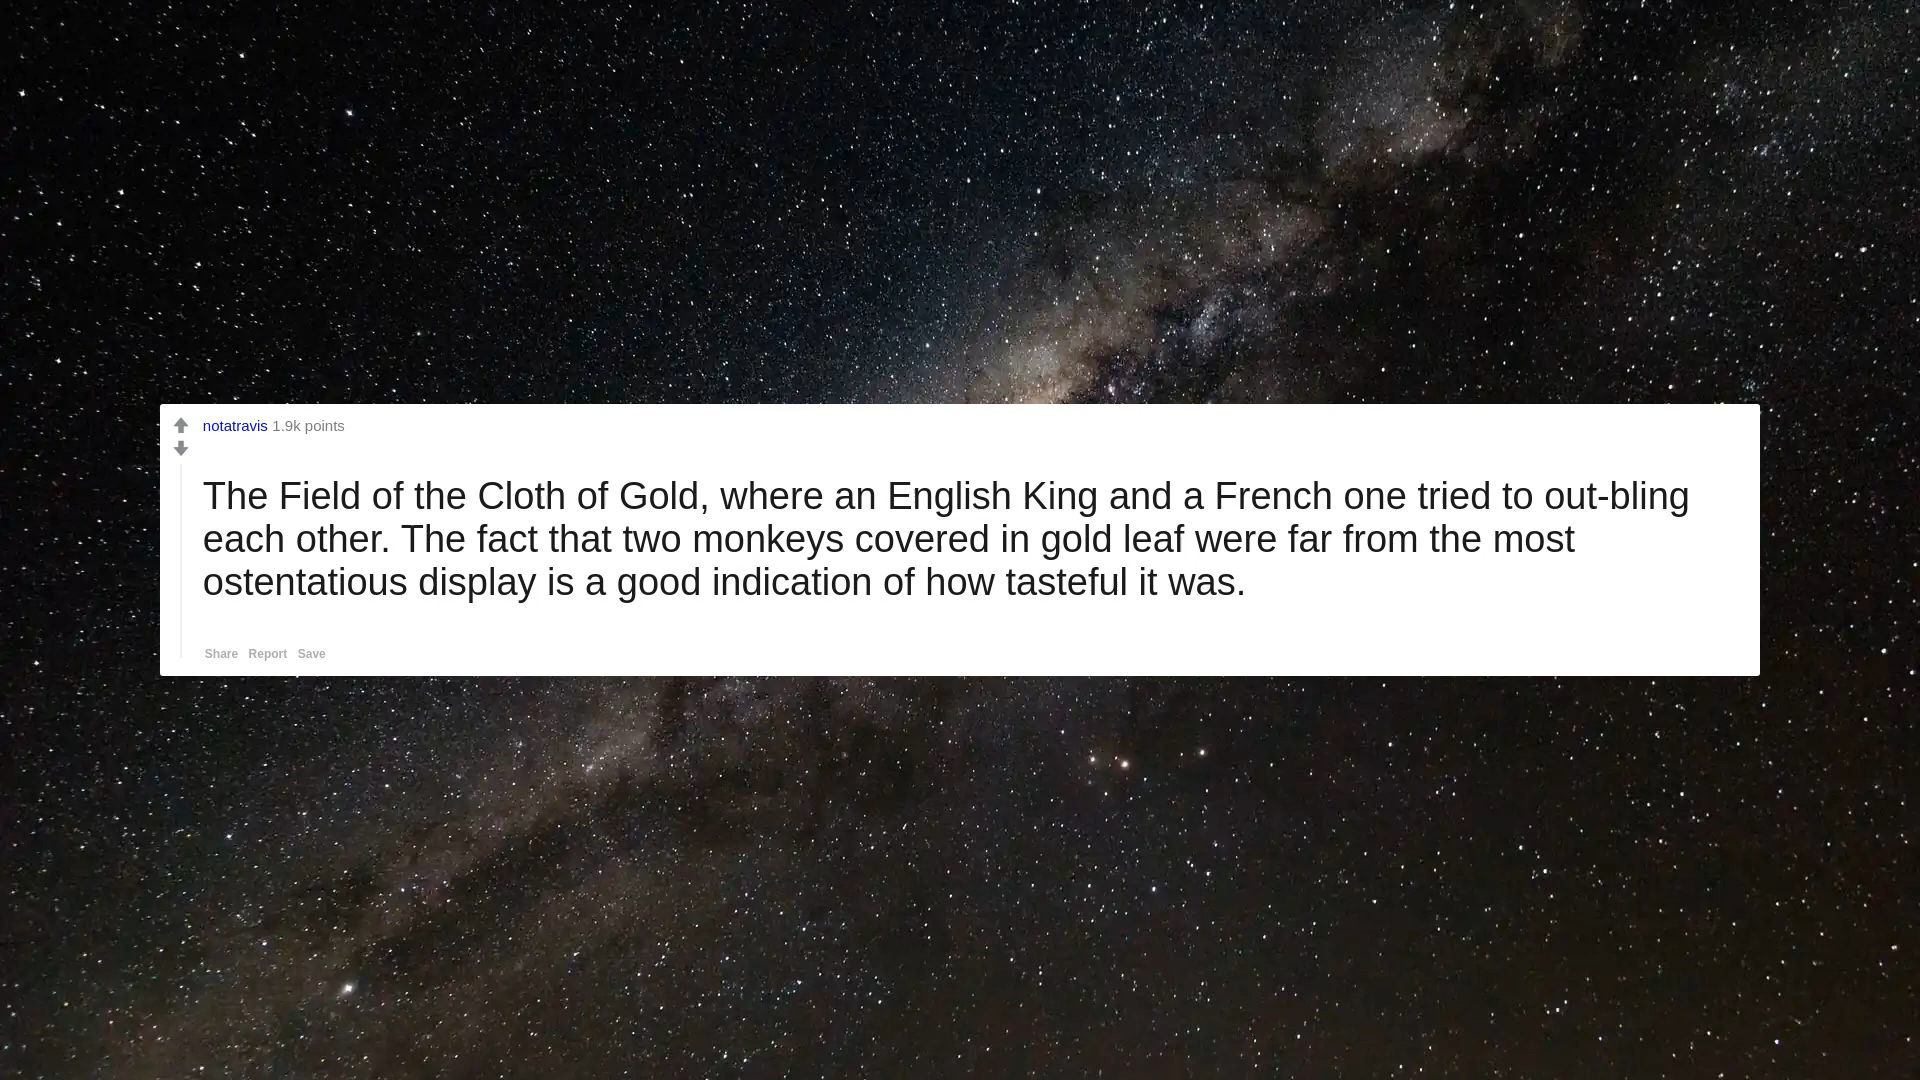 notatravis 1.9k points
The Field of the Cloth of Gold, where an English King and a French one tried to out-bling
each other. The fact that two monkeys covered in gold leaf were far from the most
ostentatious display is a good indication of how tasteful it was.
Share Report Save